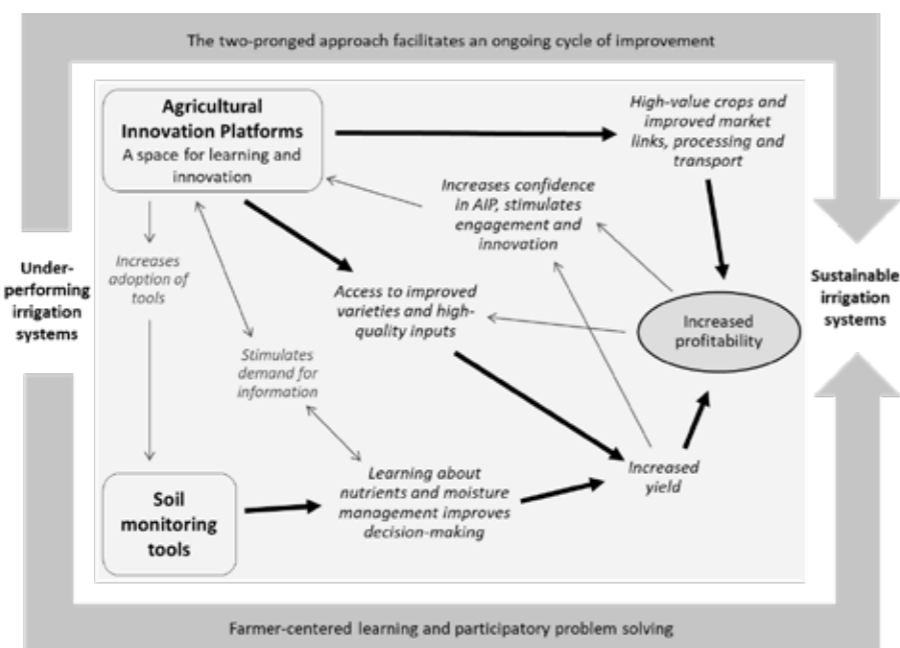 The two-pronged approach facilitates an ongoing cycle of improvement
Agricultural
Innovation Platforms
A space for learning and
innovation
High-value crops and
improved market
links, processing and
transport
Increases confidence
in AIP, stimulates
engagement and
innovation
Under-
performing
irrigation
systems
Increases
adoption of
tools
Access to improved
varieties and high-
quality inputs
Sustainable
irrigation
systems
Increased
profitability
Stimulates
demand for
information
Learning about
nutrients and moisture
management improves
decision-making
Increased
yield
Soil
monitoring
tools
Farmer-centered learning and participatory problem solving